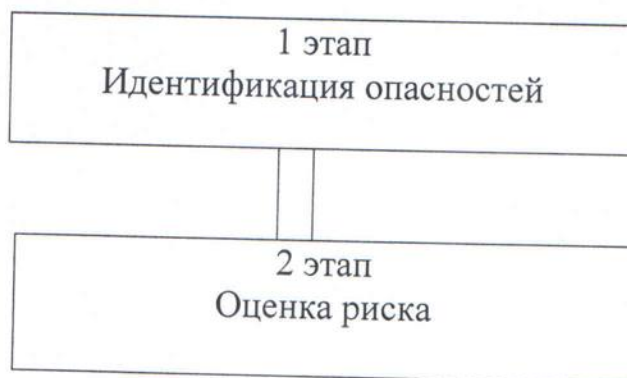 1 этап
Идентификация опасностей
2 этап
Оценка риска